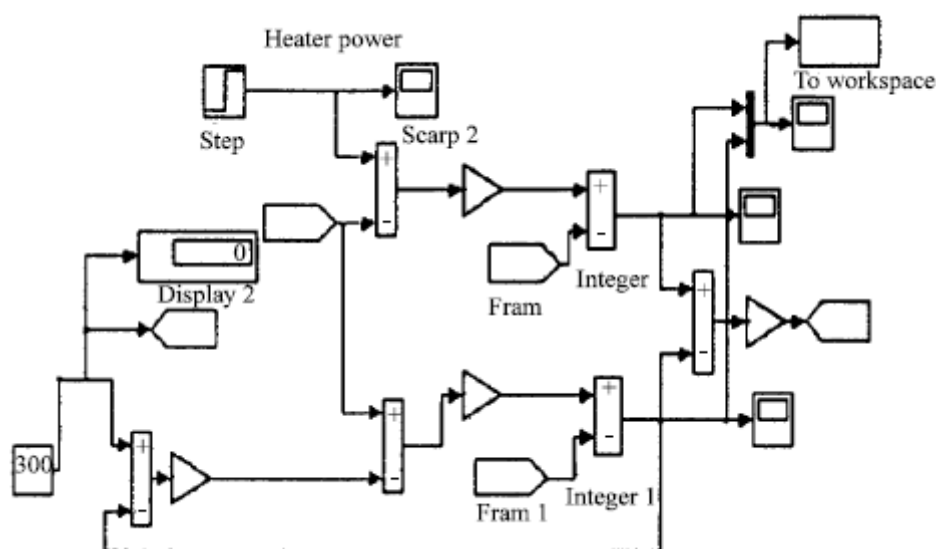 Heater power
To workspace
Step
Scarp 2
+
-
+
-
0
Display 2
Integer
Fram
+
-
+
-
+
-
300
+
-
Fram 1
Integer 1